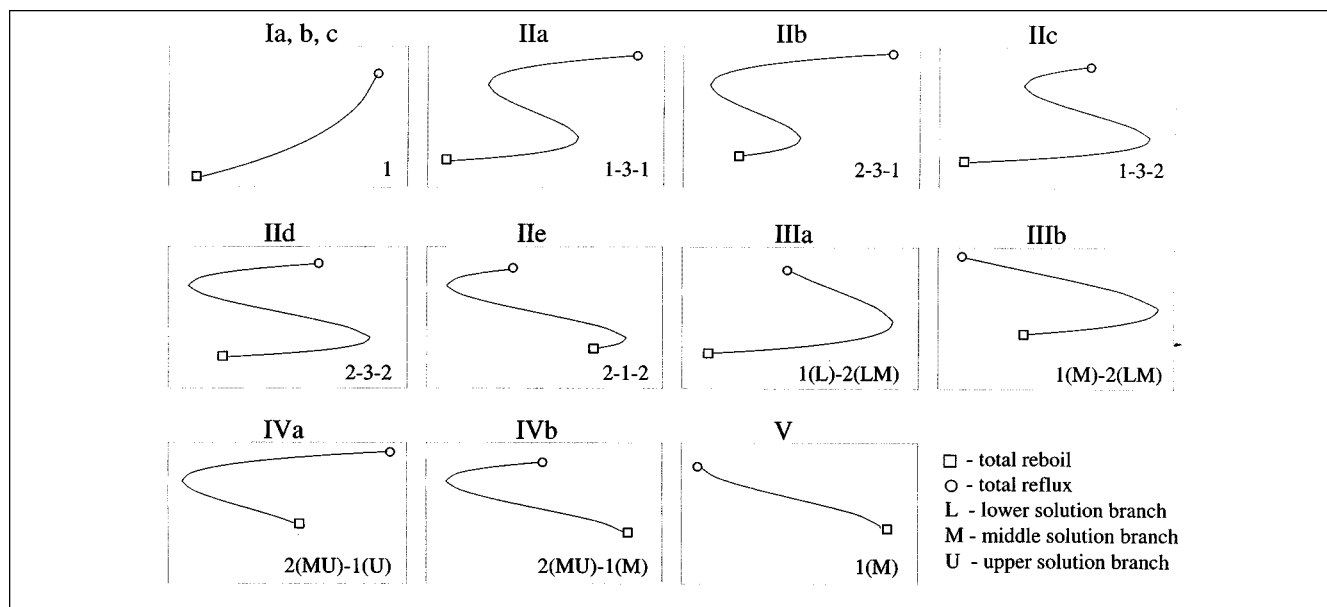 Ia, b, c
IIa
IIb
IIc
1
1-3-1
2-3-1
1-3-2
IId
IIe
IIIa
IIIb
2-3-2
2-1-2
1(L)-2(LM)
1(M)-2(LM)
IVa
IVb
V
2(MU)-1(U)
2(MU)-1(M)
1(M)
- total reboil
- total reflux
L - lower solution branch
M - middle solution branch
U - upper solution branch